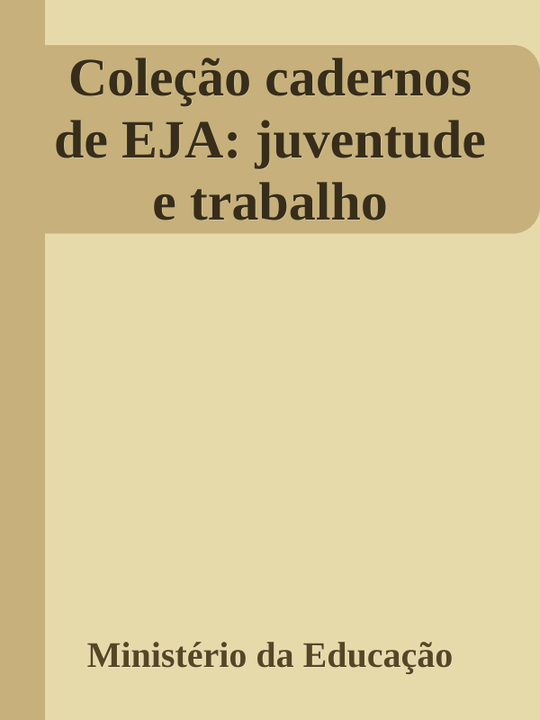 Coleção cadernos
de EJA: juventude
e trabalho
Ministério da Educação